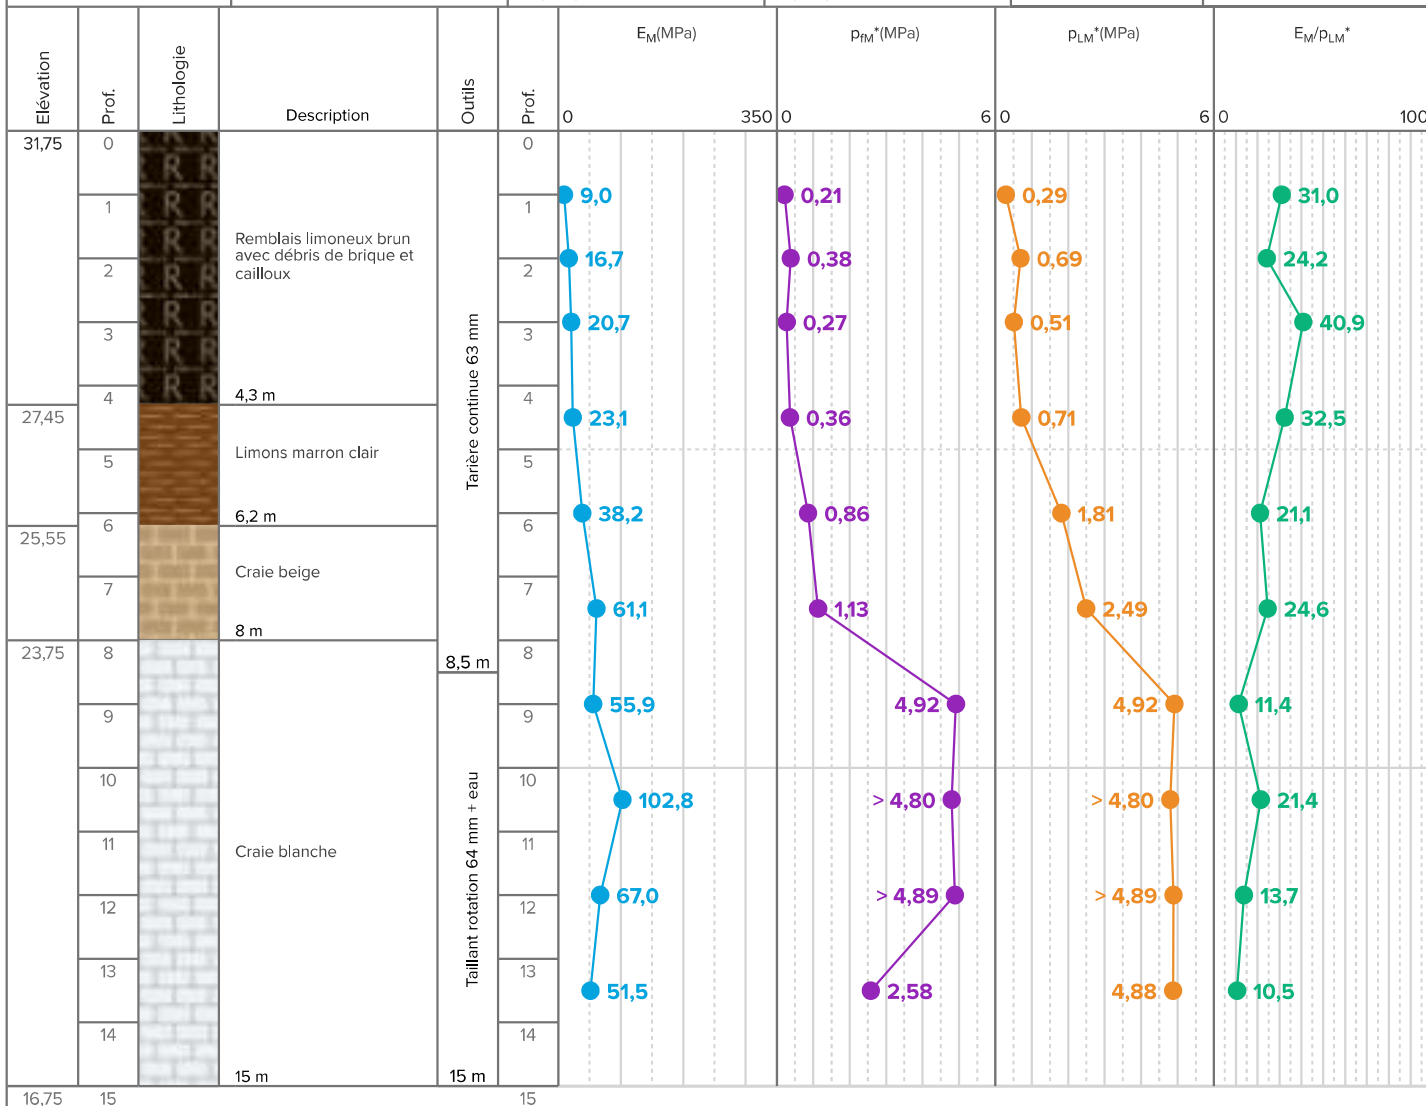 Elévation
Prof.
Lithologie
Description
Outils
Prof.
E_M(MPa)
p_fM*(MPa)
p_LM*(MPa)
E_M/p_LM*
0 350 0 6 0 6 0 100
31,75 0 0
9,0 0,21 0,29 31,0
1 1
Remblais limoneux brun
avec débris de brique et
cailloux
16,7 0,38 0,69 24,2
2 2
20,7 0,27 0,51 40,9
3 3
4,3 m
4 4
27,45
23,1 0,36 0,71 32,5
Limons marron clair
5 5
Tarière continue 63 mm
6,2 m
38,2 0,86 1,81 21,1
6 6
25,55
Craie beige
7 7
61,1 1,13 2,49 24,6
8 m
23,75 8 8
8,5 m
55,9 4,92 4,92 11,4
9 9
10 10
102,8 > 4,80 > 4,80 21,4
11 11
Craie blanche
Taillant rotation 64 mm + eau
67,0 > 4,89 > 4,89 13,7
12 12
13 13
51,5 2,58 4,88 10,5
14 14
15 m 15 m
16,75 15 15
R R
R R
R R
R R
R R
R R
R R
R R
R R